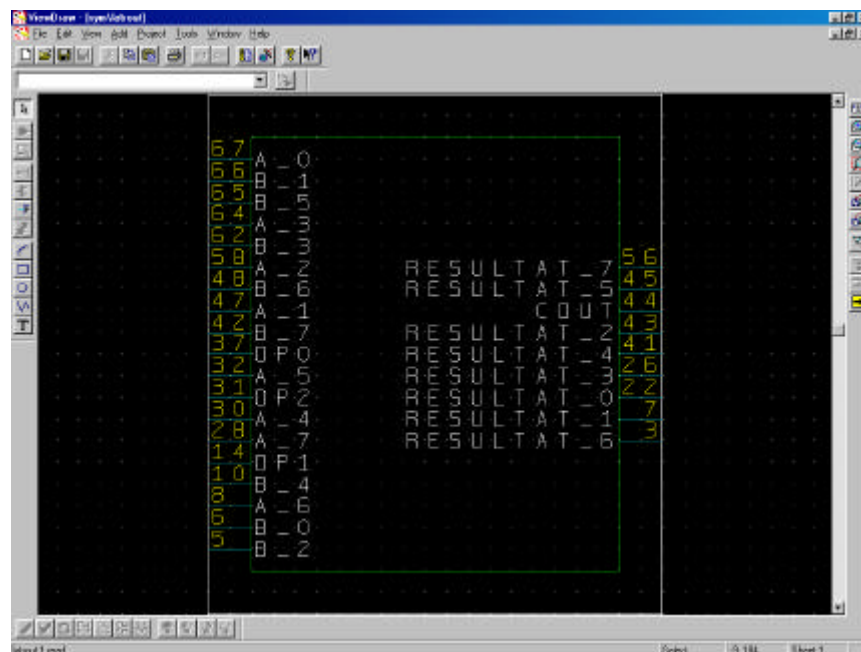 ViewDraw - [sym\labrout]
File Edit View Add Project Tools Window Help
67 A_0
66 B_1
65 B_5
64 A_3
62 B_3
58 A_2
48 B_6
47 A_1
42 B_7
37 OP0
32 A_5
31 OP2
30 A_4
28 A_7
14 OP1
10 B_4
8 A_6
6 B_0
5 B_2
RESULTAT_7 56
RESULTAT_5 45
COUT 44
RESULTAT_2 43
RESULTAT_4 41
RESULTAT_3 26
RESULTAT_0 22
RESULTAT_1 7
RESULTAT_6 3
T
Select
Sheet 1